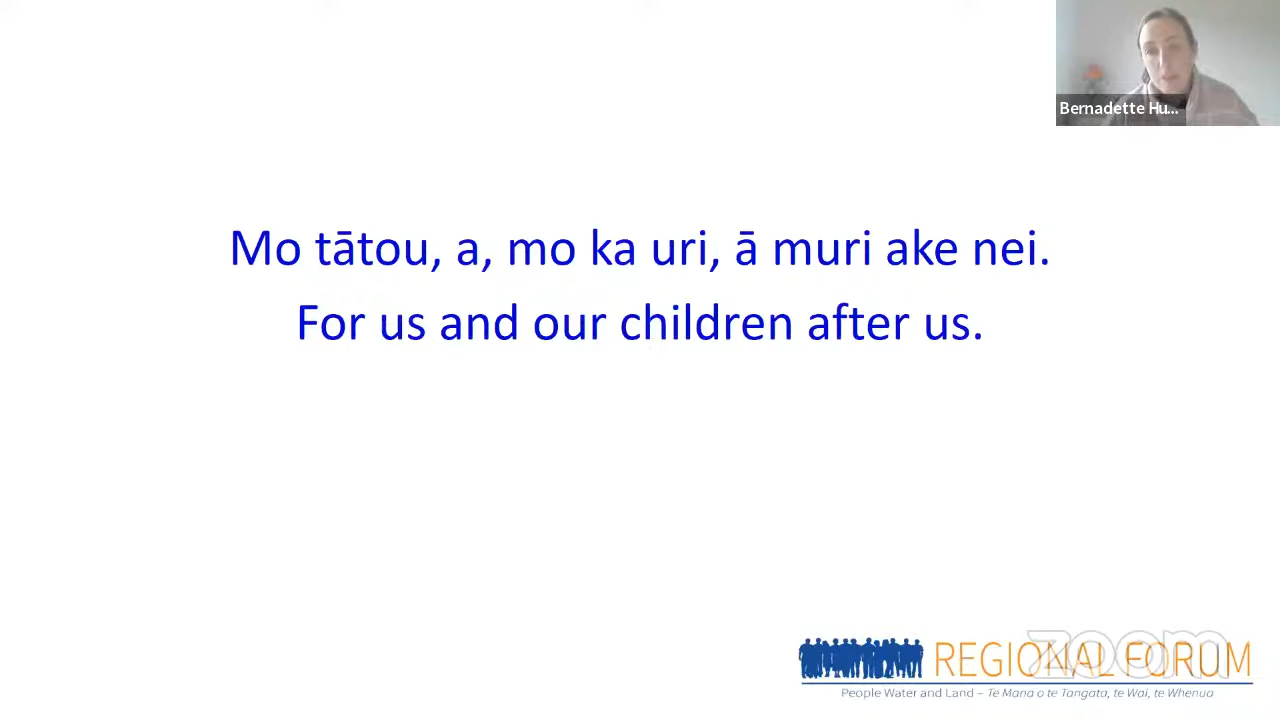 Bernadette Hu...
Mo tātou, a, mo ka uri, ā muri ake nei.
For us and our children after us.
zoom
REGIONAL FORUM
People Water and Land – Te Mana o te Tangata, te Wai, te Whenua